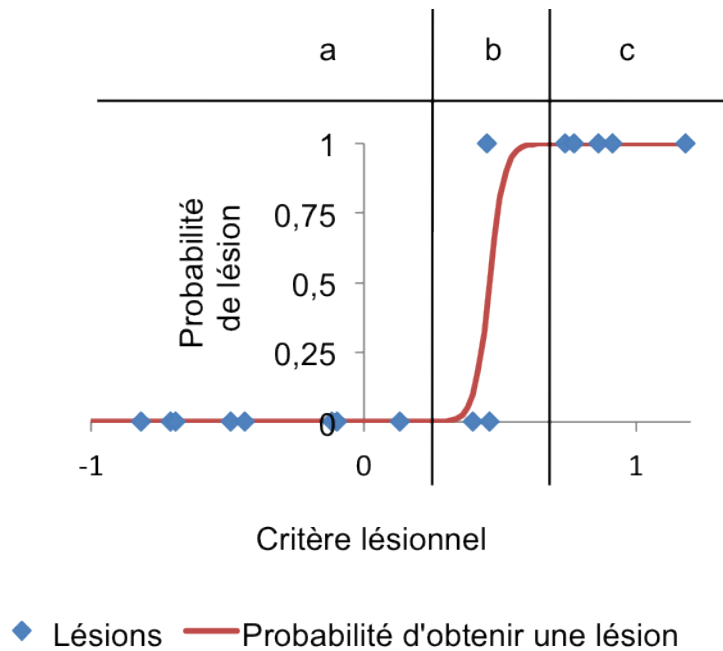 a b c
1
0,75
0,5
0,25
0
Probabilité
de lésion
-1 0 1
Critère lésionnel
Lésions Probabilité d'obtenir une lésion